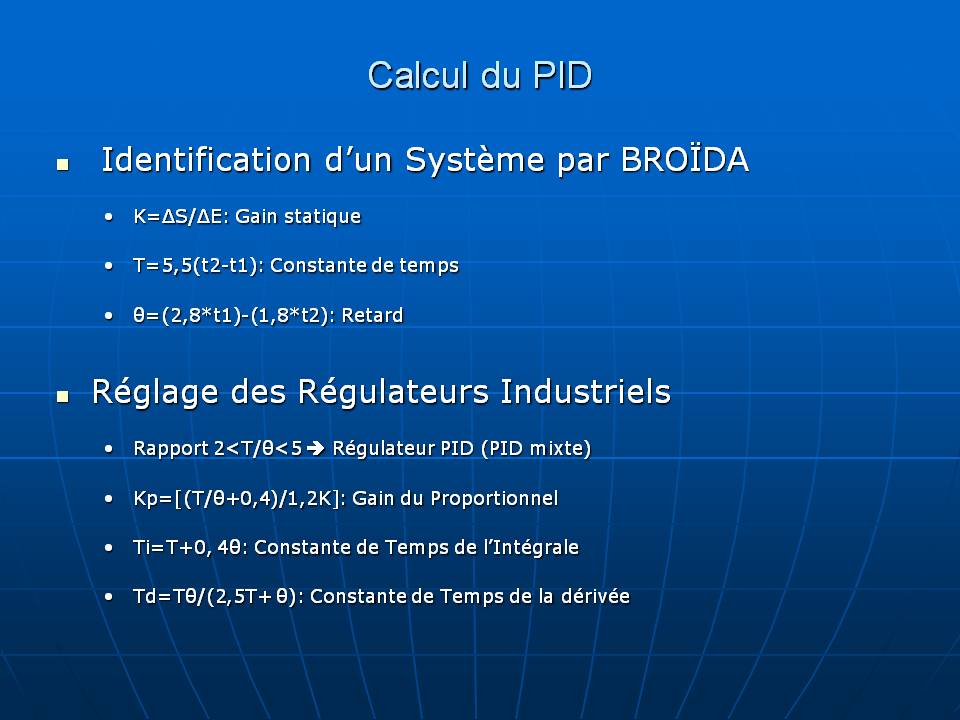 Calcul du PID
Identification d’un Système par BROÏDA
K=ΔS/ΔE: Gain statique
T=5,5(t2-t1): Constante de temps
θ=(2,8*t1)-(1,8*t2): Retard
Réglage des Régulateurs Industriels
Rapport 2<T/θ<5 ➔ Régulateur PID (PID mixte)
Kp=[(T/θ+0,4)/1,2K]: Gain du Proportionnel
Ti=T+0, 4θ: Constante de Temps de l’Intégrale
Td=Tθ/(2,5T+ θ): Constante de Temps de la dérivée